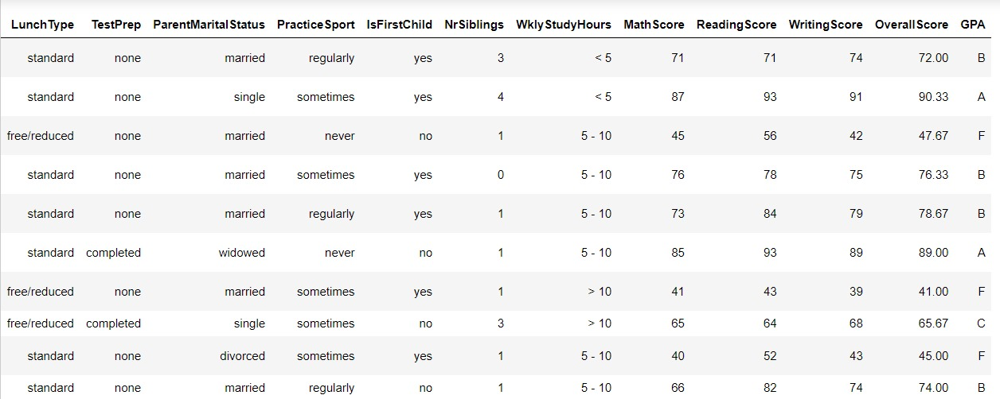 LunchType TestPrep ParentMaritalStatus PracticeSport IsFirstChild NrSiblings WklyStudyHours MathScore ReadingScore WritingScore OverallScore GPA
standard none married regularly yes 3 < 5 71 71 74 72.00 B
standard none single sometimes yes 4 < 5 87 93 91 90.33 A
free/reduced none married never no 1 5 - 10 45 56 42 47.67 F
standard none married sometimes yes 0 5 - 10 76 78 75 76.33 B
standard none married regularly yes 1 5 - 10 73 84 79 78.67 B
standard completed widowed never no 1 5 - 10 85 93 89 89.00 A
free/reduced none married sometimes yes 1 > 10 41 43 39 41.00 F
free/reduced completed single sometimes no 3 > 10 65 64 68 65.67 C
standard none divorced sometimes yes 1 5 - 10 40 52 43 45.00 F
standard none married regularly no 1 5 - 10 66 82 74 74.00 B